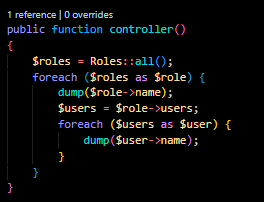 1 reference | 0 overrides
public function controller()
{
    $roles = Roles::all();
    foreach ($roles as $role) {
        dump($role->name);
        $users = $role->users;
        foreach ($users as $user) {
            dump($user->name);
        }
    }
}